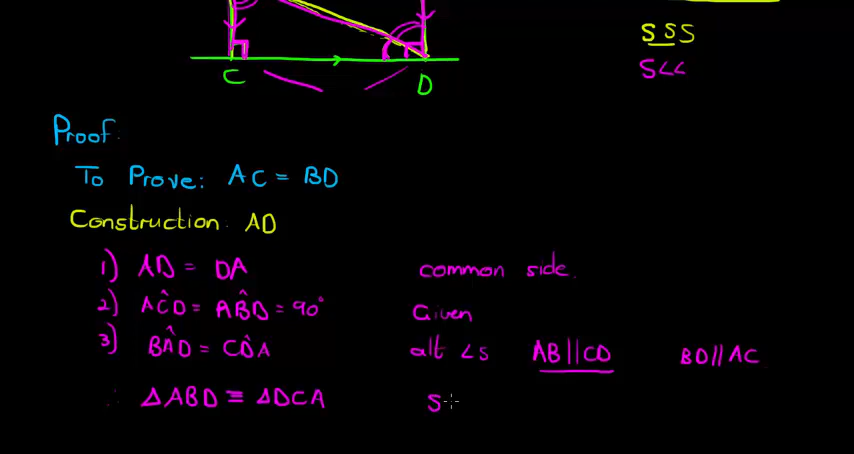 SSS
S<<
C
D
Proof:
To Prove: AC = BD
Construction: AD
1) AD = DA common side.
2) AĈD = AB̂D = 90° Given
3) BÂD = CD̂A alt ∠s AB||CD BD//AC
∴ ΔABD ≡ ΔDCA S